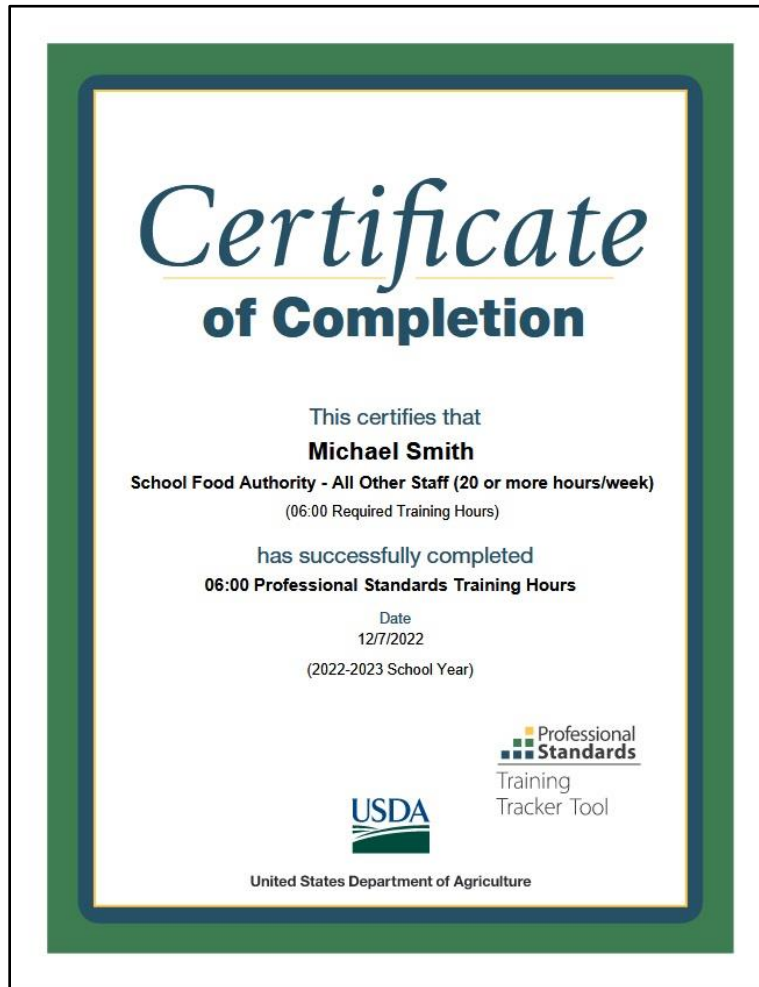 Certificate
of Completion
This certifies that
Michael Smith
School Food Authority - All Other Staff (20 or more hours/week)
(06:00 Required Training Hours)
has successfully completed
06:00 Professional Standards Training Hours
Date
12/7/2022
(2022-2023 School Year)
Professional
Standards
Training
Tracker Tool
USDA
United States Department of Agriculture